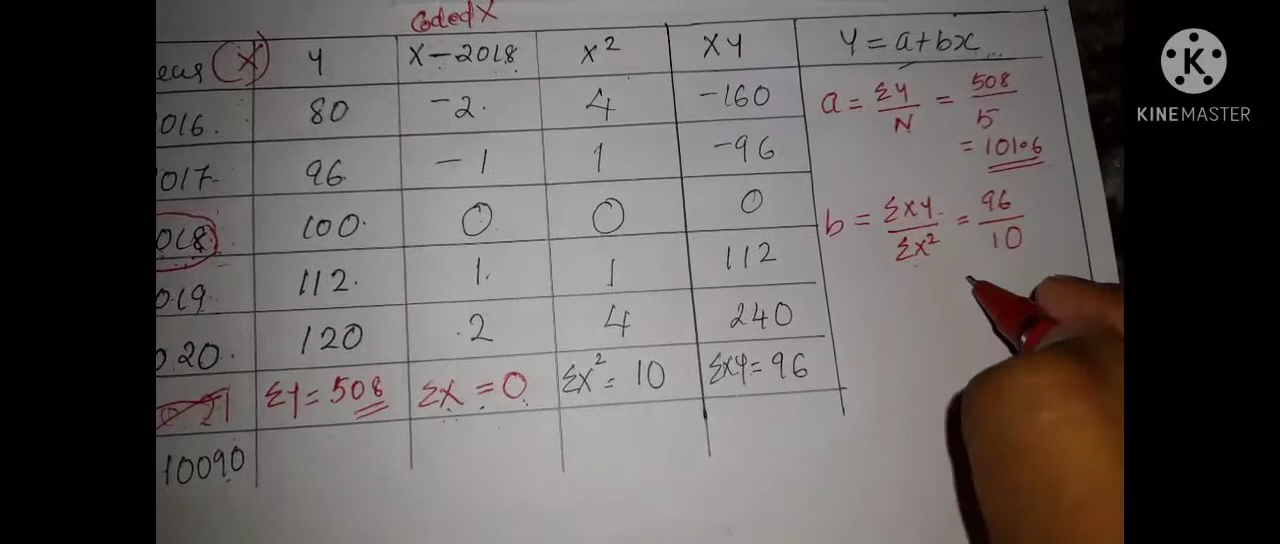 Coded X
X Y X-2018 X² XY Y = a+bx
016. 80 -2. 4 -160
017. 96 -1 1 -96
018 100. 0 0 0
019 112. 1. 1 112
020. 120 .2 4 240
21 ΣY = 508 ΣX = 0 ΣX² = 10 ΣXY = 96
10090
a = ΣY/N = 508/5
= 101.6
b = ΣXY/ΣX² = 96/10
K
KINEMASTER